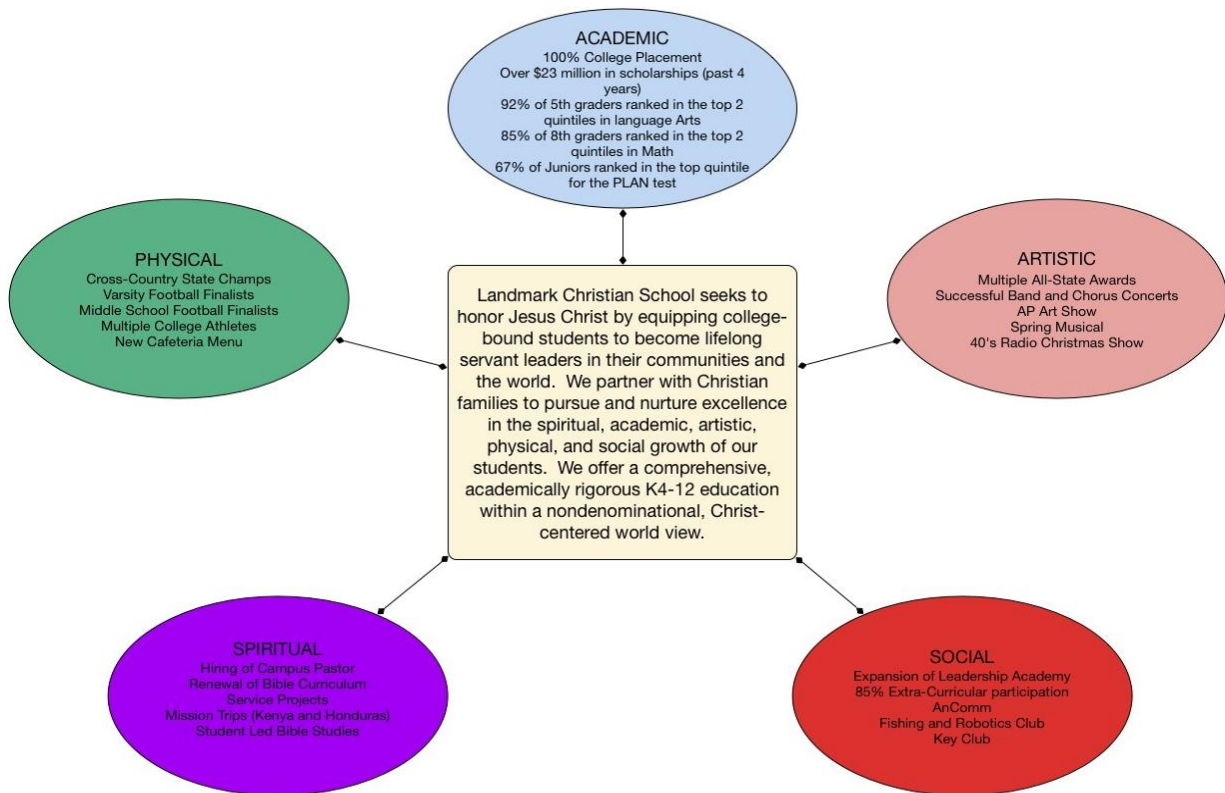 ACADEMIC
100% College Placement
Over $23 million in scholarships (past 4
years)
92% of 5th graders ranked in the top 2
quintiles in language Arts
85% of 8th graders ranked in the top 2
quintiles in Math
67% of Juniors ranked in the top quintile
for the PLAN test
PHYSICAL
Cross-Country State Champs
Varsity Football Finalists
Middle School Football Finalists
Multiple College Athletes
New Cafeteria Menu
Landmark Christian School seeks to
honor Jesus Christ by equipping college-
bound students to become lifelong
servant leaders in their communities and
the world.  We partner with Christian
families to pursue and nurture excellence
in the spiritual, academic, artistic,
physical, and social growth of our
students.  We offer a comprehensive,
academically rigorous K4-12 education
within a nondenominational, Christ-
centered world view.
ARTISTIC
Multiple All-State Awards
Successful Band and Chorus Concerts
AP Art Show
Spring Musical
40's Radio Christmas Show
SPIRITUAL
Hiring of Campus Pastor
Renewal of Bible Curriculum
Service Projects
Mission Trips (Kenya and Honduras)
Student Led Bible Studies
SOCIAL
Expansion of Leadership Academy
85% Extra-Curricular participation
AnComm
Fishing and Robotics Club
Key Club